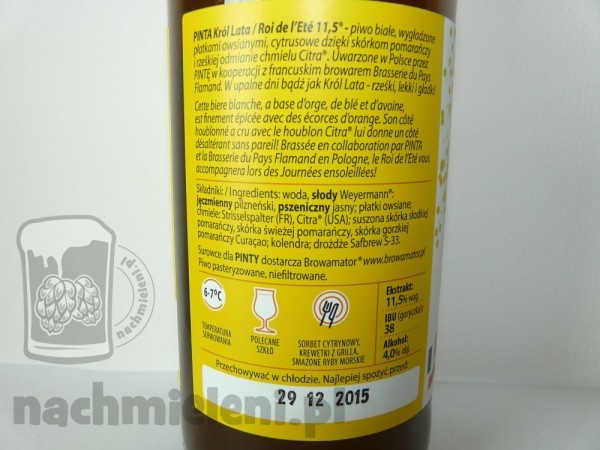 PINTA Król Lata / Roi de l'Eté 11,5° - piwo białe, wygładzone
płatkami owsianymi, cytrusowe dzięki skórkom pomarańczy
i rześkiej odmianie chmielu Citra®. Uwarzone w Polsce przez
PINTĘ w kooperacji z francuskim browarem Brasserie du Pays
Flamand. W upalne dni bądź jak Król Lata - rześki, lekki i gładki!
Cette biere blanche, a base d'orge, de blé et d'avoine,
est finement épicée avec des écorces d'orange. Son côté
houblonné a cru avec le houblon Citra® lui donne un côté
désaltérant sans pareil! Brassée en collaboration par PINTA
et la Brasserie du Pays Flamand en Pologne, le Roi de l'Eté vous
accompagnera lors des Journées ensoleillées!
Składniki: / Ingredients: woda, słody Weyermann®:
jęczmienny pilzneński, pszeniczny jasny; płatki owsiane;
chmiele: Strisselspalter (FR), Citra® (USA); suszona skórka słodkiej
pomarańczy, skórka świeżej pomarańczy, skórka gorzkiej
pomarańczy Curaçao; kolendra; drożdże Safbrew S-33.
Surowce dla PINTY dostarcza Browamator® www.browamator.pl
Piwo pasteryzowane, niefiltrowane.
6-7°C
TEMPERATURA
SERWOWANIA
POLECANE
SZKŁO
SORBET CYTRYNOWY,
KREWETKI Z GRILLA,
SMAŻONE RYBY MORSKIE
Ekstrakt:
11,5% wag.
IBU (goryczka):
38
Alkohol:
4,0% obj.
Przechowywać w chłodzie. Najlepiej spożyć przed:
29 12 2015
nachmieleni.pl
nachmieleni.pl